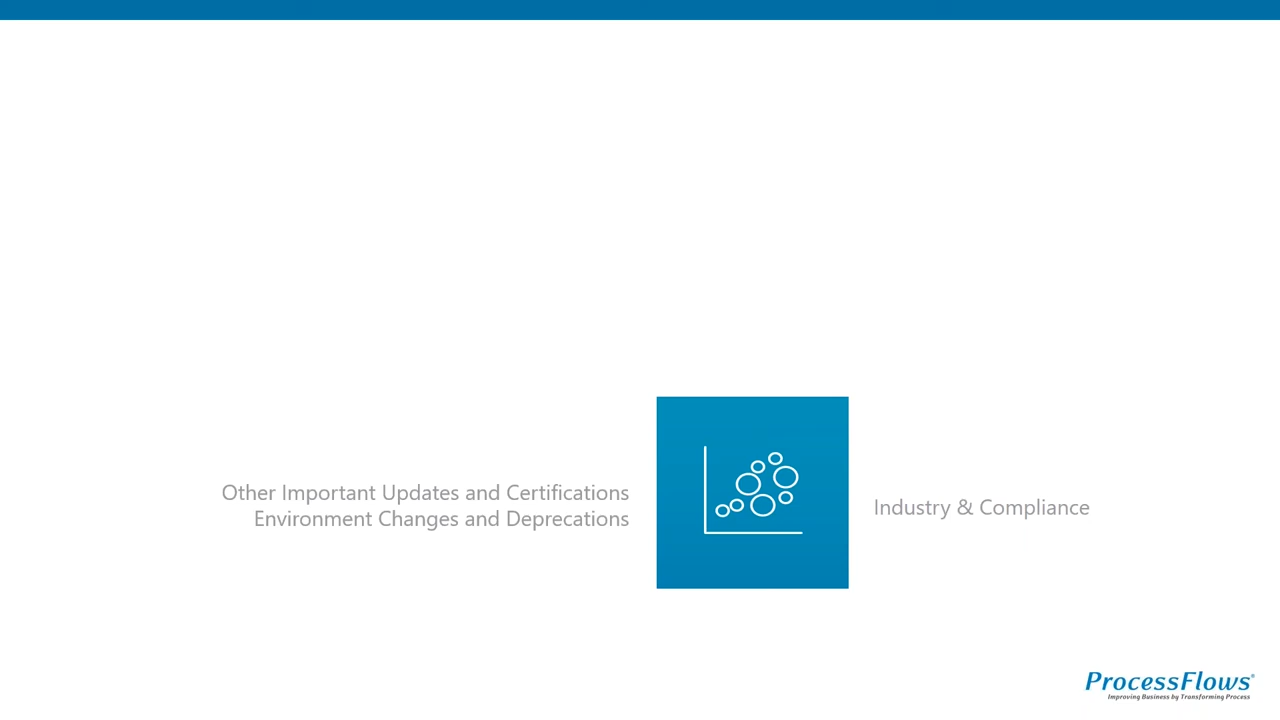 Other Important Updates and Certifications
Environment Changes and Deprecations
Industry & Compliance
ProcessFlows®
Improving Business by Transforming Process